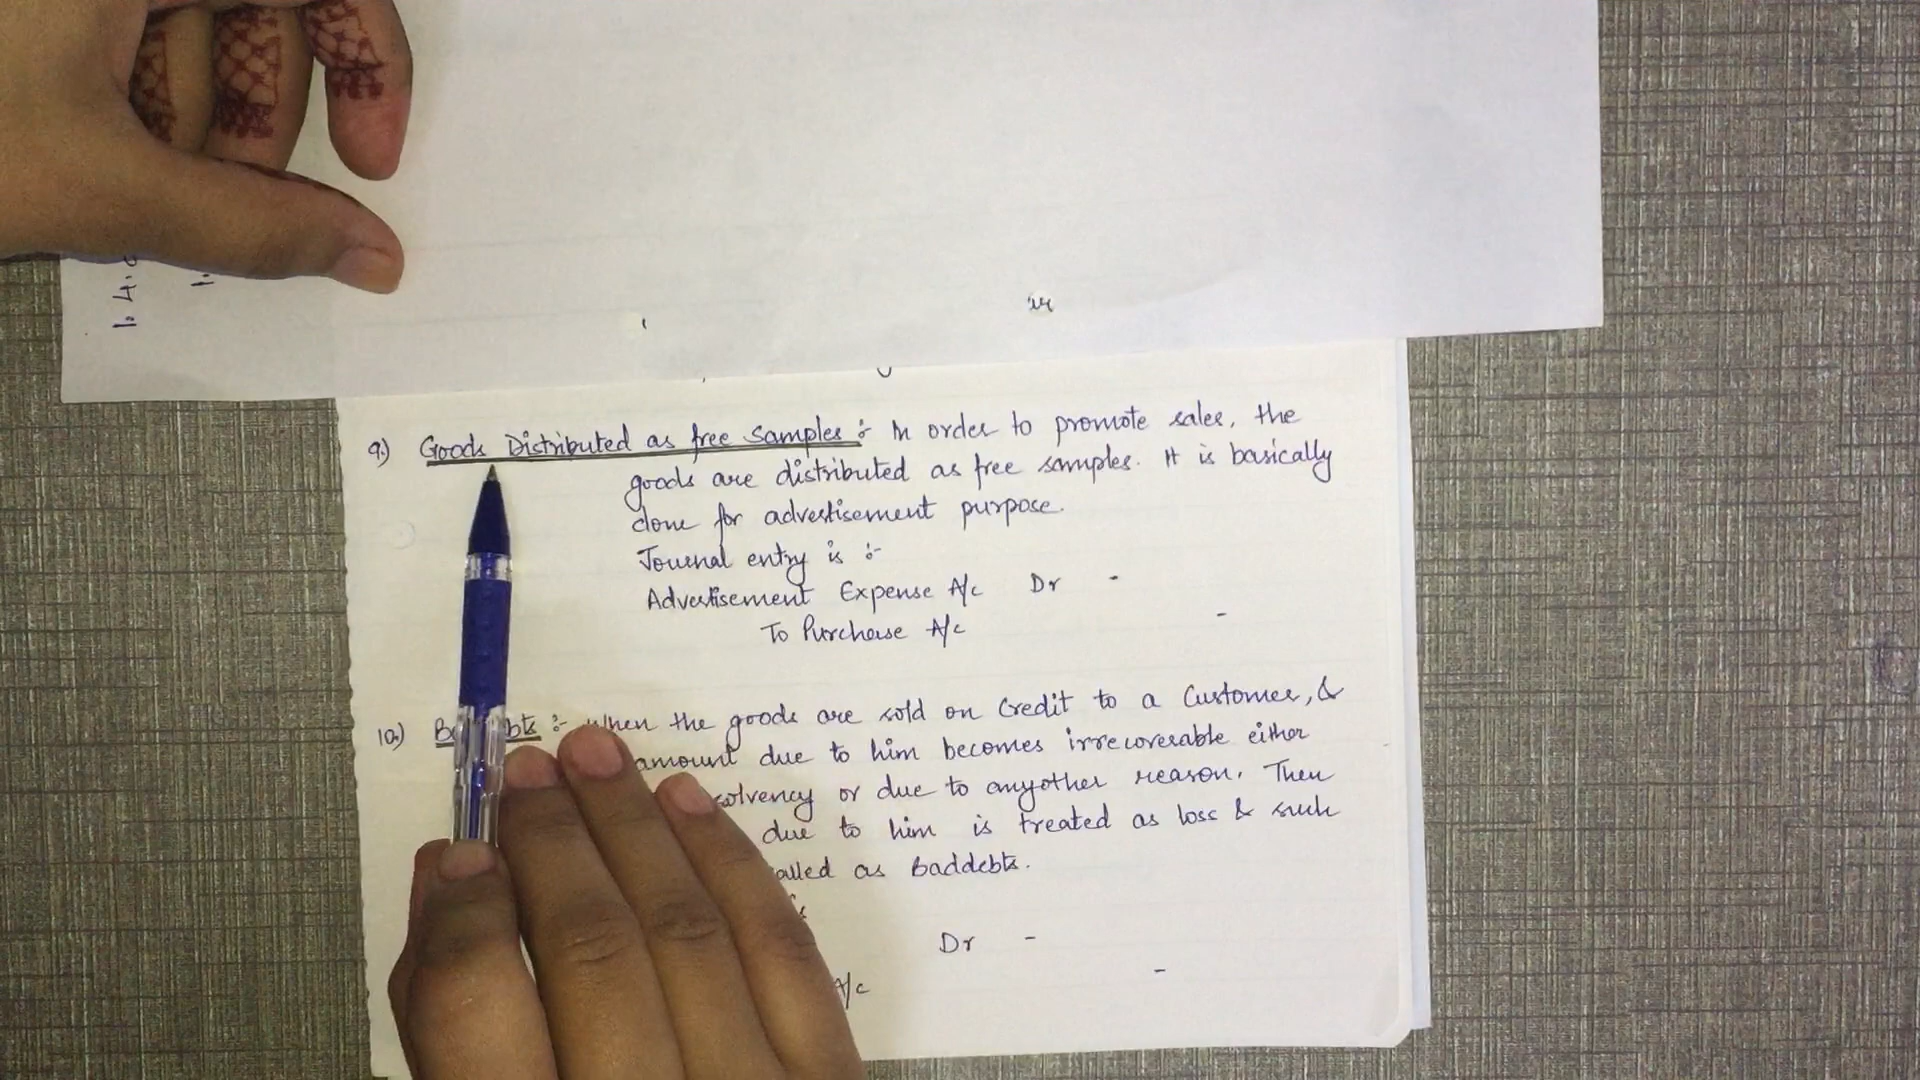 9.) Goods Distributed as free Samples :- In order to promote sales, the
goods are distributed as free samples. It is basically
done for advertisement purpose.
Journal entry is :-
Advertisement Expense A/c Dr -
To Purchase A/c -
10.) :- When the goods are sold on Credit to a Customer, &
amount due to him becomes irrecoverable either
or due to anyother reason. Then
due to him is treated as loss & such
as Baddebts.
Dr -
A/c -
1.4.